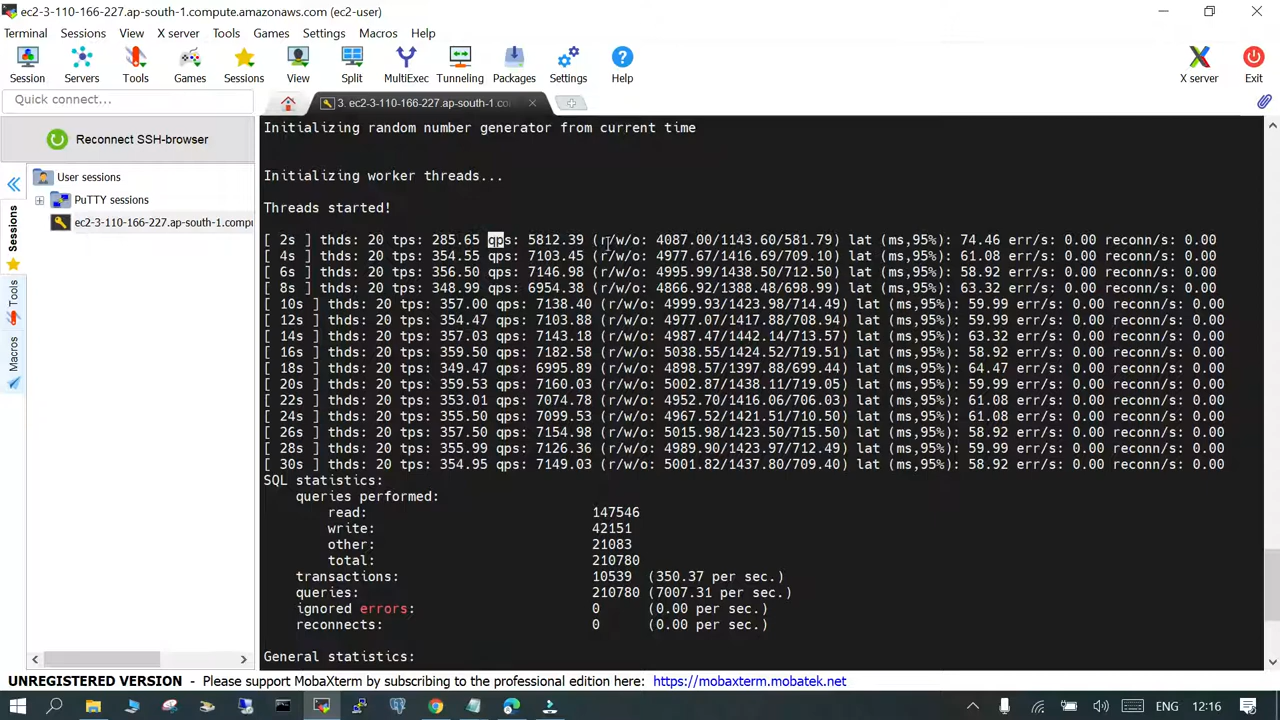 ec2-3-110-166-227.ap-south-1.compute.amazonaws.com (ec2-user)
Terminal Sessions View X server Tools Games Settings Macros Help
Session Servers Tools Games Sessions View Split MultiExec Tunneling Packages Settings Help X server Exit
Quick connect...
3. ec2-3-110-166-227.ap-south-1.co
Reconnect SSH-browser
User sessions
PuTTY sessions
ec2-3-110-166-227.ap-south-1.compu
Sessions
Tools
Macros
Initializing random number generator from current time
Initializing worker threads...
Threads started!
[ 2s ] thds: 20 tps: 285.65 qps: 5812.39 (r/w/o: 4087.00/1143.60/581.79) lat (ms,95%): 74.46 err/s: 0.00 reconn/s: 0.00
[ 4s ] thds: 20 tps: 354.55 qps: 7103.45 (r/w/o: 4977.67/1416.69/709.10) lat (ms,95%): 61.08 err/s: 0.00 reconn/s: 0.00
[ 6s ] thds: 20 tps: 356.50 qps: 7146.98 (r/w/o: 4995.99/1438.50/712.50) lat (ms,95%): 58.92 err/s: 0.00 reconn/s: 0.00
[ 8s ] thds: 20 tps: 348.99 qps: 6954.38 (r/w/o: 4866.92/1388.48/698.99) lat (ms,95%): 63.32 err/s: 0.00 reconn/s: 0.00
[ 10s ] thds: 20 tps: 357.00 qps: 7138.40 (r/w/o: 4999.93/1423.98/714.49) lat (ms,95%): 59.99 err/s: 0.00 reconn/s: 0.00
[ 12s ] thds: 20 tps: 354.47 qps: 7103.88 (r/w/o: 4977.07/1417.88/708.94) lat (ms,95%): 59.99 err/s: 0.00 reconn/s: 0.00
[ 14s ] thds: 20 tps: 357.03 qps: 7143.18 (r/w/o: 4987.47/1442.14/713.57) lat (ms,95%): 63.32 err/s: 0.00 reconn/s: 0.00
[ 16s ] thds: 20 tps: 359.50 qps: 7182.58 (r/w/o: 5038.55/1424.52/719.51) lat (ms,95%): 58.92 err/s: 0.00 reconn/s: 0.00
[ 18s ] thds: 20 tps: 349.47 qps: 6995.89 (r/w/o: 4898.57/1397.88/699.44) lat (ms,95%): 64.47 err/s: 0.00 reconn/s: 0.00
[ 20s ] thds: 20 tps: 359.53 qps: 7160.03 (r/w/o: 5002.87/1438.11/719.05) lat (ms,95%): 59.99 err/s: 0.00 reconn/s: 0.00
[ 22s ] thds: 20 tps: 353.01 qps: 7074.78 (r/w/o: 4952.70/1416.06/706.03) lat (ms,95%): 61.08 err/s: 0.00 reconn/s: 0.00
[ 24s ] thds: 20 tps: 355.50 qps: 7099.53 (r/w/o: 4967.52/1421.51/710.50) lat (ms,95%): 61.08 err/s: 0.00 reconn/s: 0.00
[ 26s ] thds: 20 tps: 357.50 qps: 7154.98 (r/w/o: 5015.98/1423.50/715.50) lat (ms,95%): 58.92 err/s: 0.00 reconn/s: 0.00
[ 28s ] thds: 20 tps: 355.99 qps: 7126.36 (r/w/o: 4989.90/1423.97/712.49) lat (ms,95%): 59.99 err/s: 0.00 reconn/s: 0.00
[ 30s ] thds: 20 tps: 354.95 qps: 7149.03 (r/w/o: 5001.82/1437.80/709.40) lat (ms,95%): 58.92 err/s: 0.00 reconn/s: 0.00
SQL statistics:
queries performed:
read: 147546
write: 42151
other: 21083
total: 210780
transactions: 10539 (350.37 per sec.)
queries: 210780 (7007.31 per sec.)
ignored errors: 0 (0.00 per sec.)
reconnects: 0 (0.00 per sec.)
General statistics:
UNREGISTERED VERSION - Please support MobaXterm by subscribing to the professional edition here: https://mobaxterm.mobatek.net
ENG 12:16